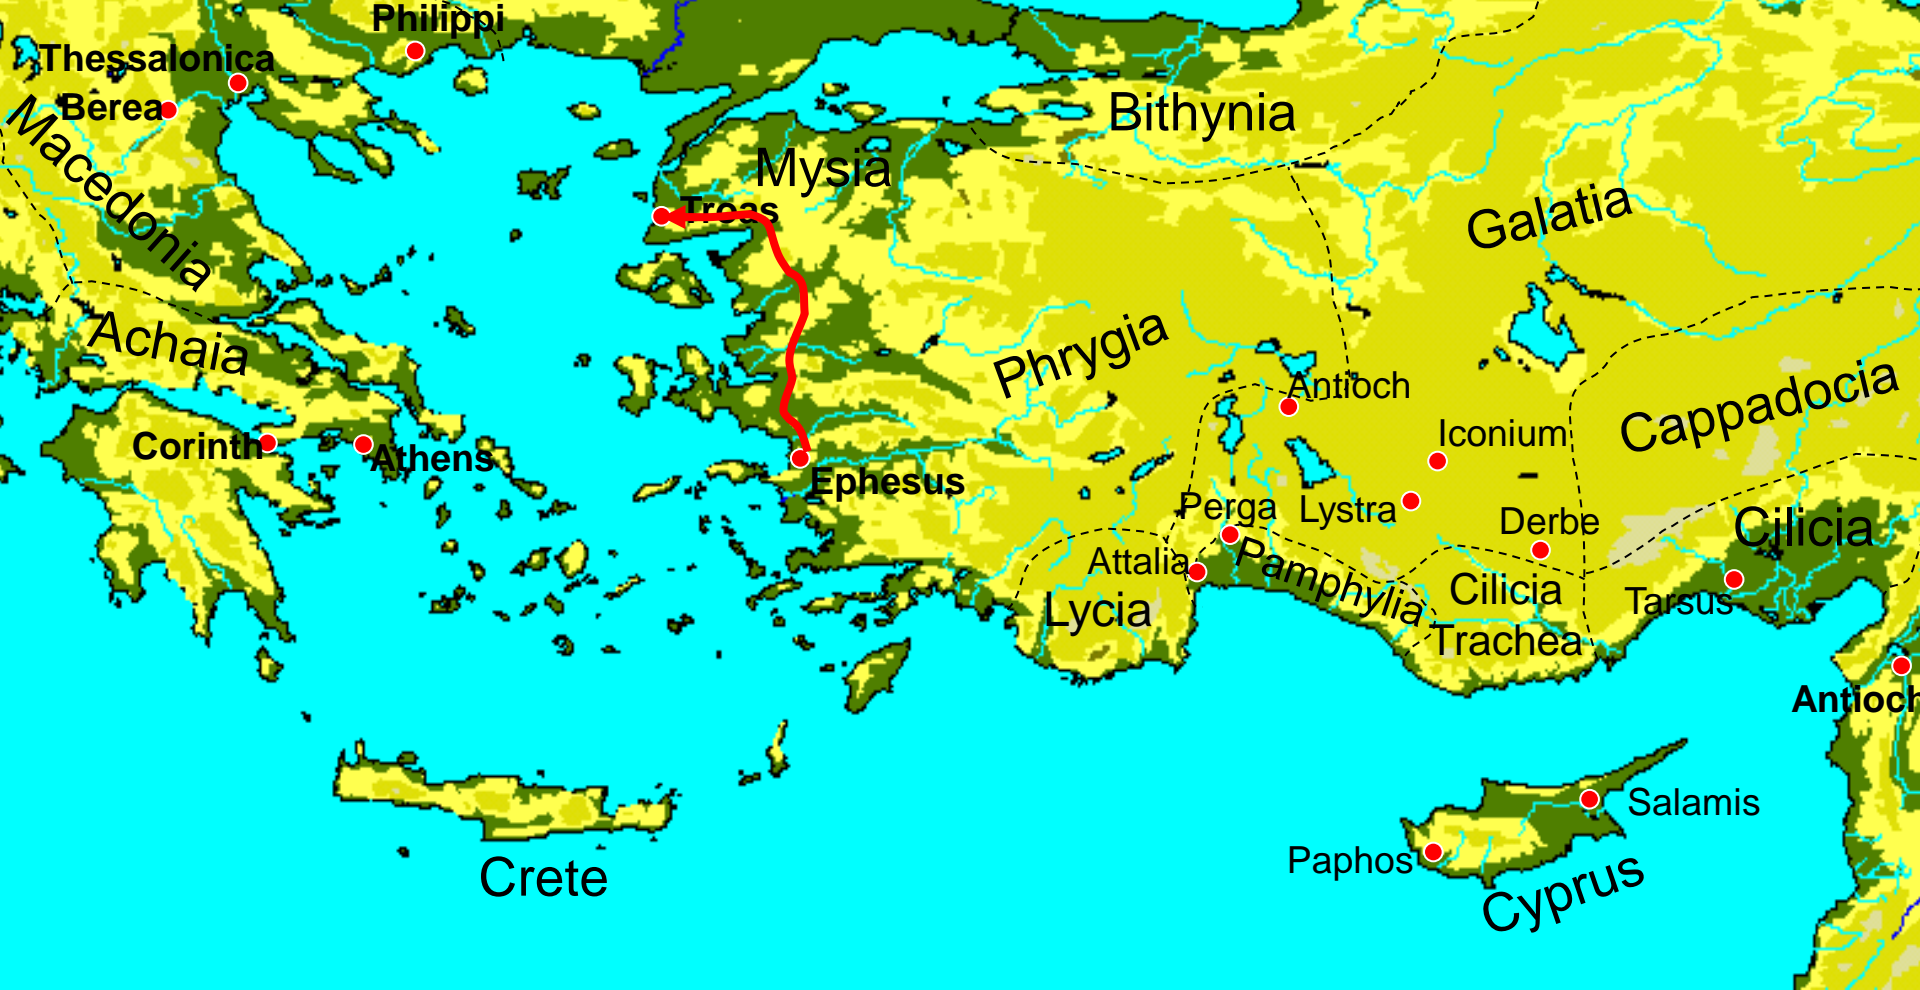 Philippi
Thessalonica
Berea
Macedonia
Bithynia
Mysia
Troas
Galatia
Achaia
Phrygia
Antioch
Cappadocia
Iconium
Corinth
Athens
Ephesus
Perga
Lystra
Derbe
Cilicia
Attalia
Pamphylia
Cilicia
Trachea
Lycia
Tarsus
Antioch
Salamis
Paphos
Cyprus
Crete